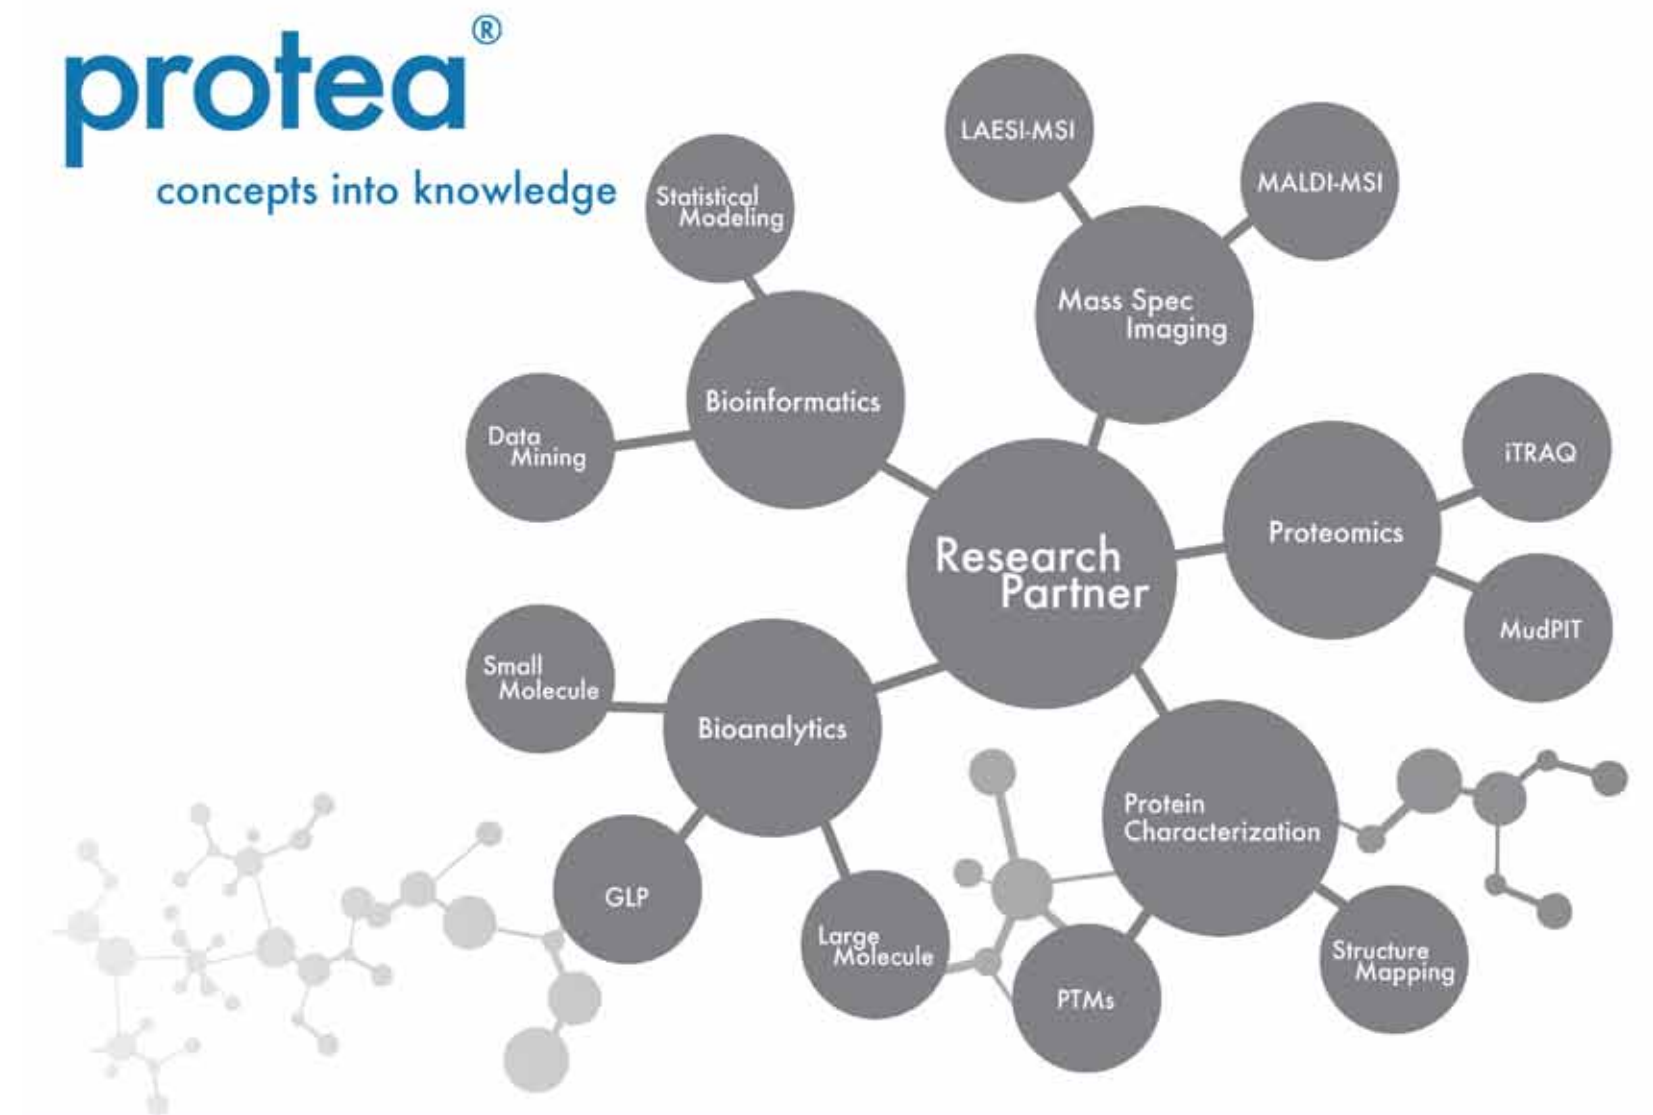 protea®
concepts into knowledge
LAESI-MSI
MALDI-MSI
Statistical
Modeling
Mass Spec
Imaging
Bioinformatics
Data
Mining
iTRAQ
Proteomics
Research
Partner
MudPIT
Small
Molecule
Bioanalytics
Protein
Characterization
GLP
Large
Molecule
Structure
Mapping
PTMs